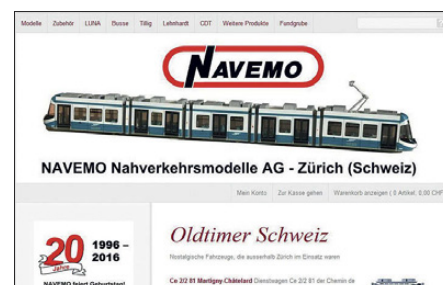 Modelle Zubehör LUNA Busse Tillig Lehnhardt CDT Weitere Produkte Fundgrube
NAVEMO
NAVEMO Nahverkehrsmodelle AG - Zürich (Schweiz)
Mein Konto Zur Kasse gehen Warenkorb anzeigen ( 0 Artikel, 0,00 CHF
20 Jahre
1996 –
2016
NAVEMO feiert Geburtstag!
Oldtimer Schweiz
Nostalgische Fahrzeuge, die ausserhalb Zürich im Einsatz waren
Ce 2/2 81 Martigny-Châtelard Dienstwagen Ce 2/2 81 der Chemin de